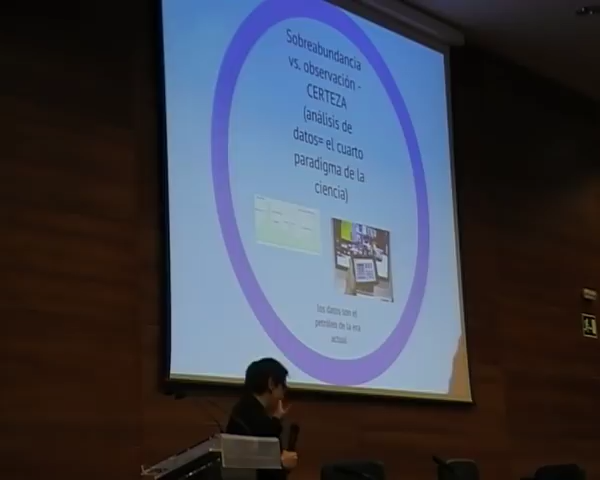 Sobreabundancia
vs. observación -
CERTEZA
(análisis de
datos= el cuarto
paradigma de la
ciencia)
los datos son el
petróleo de la era
actual